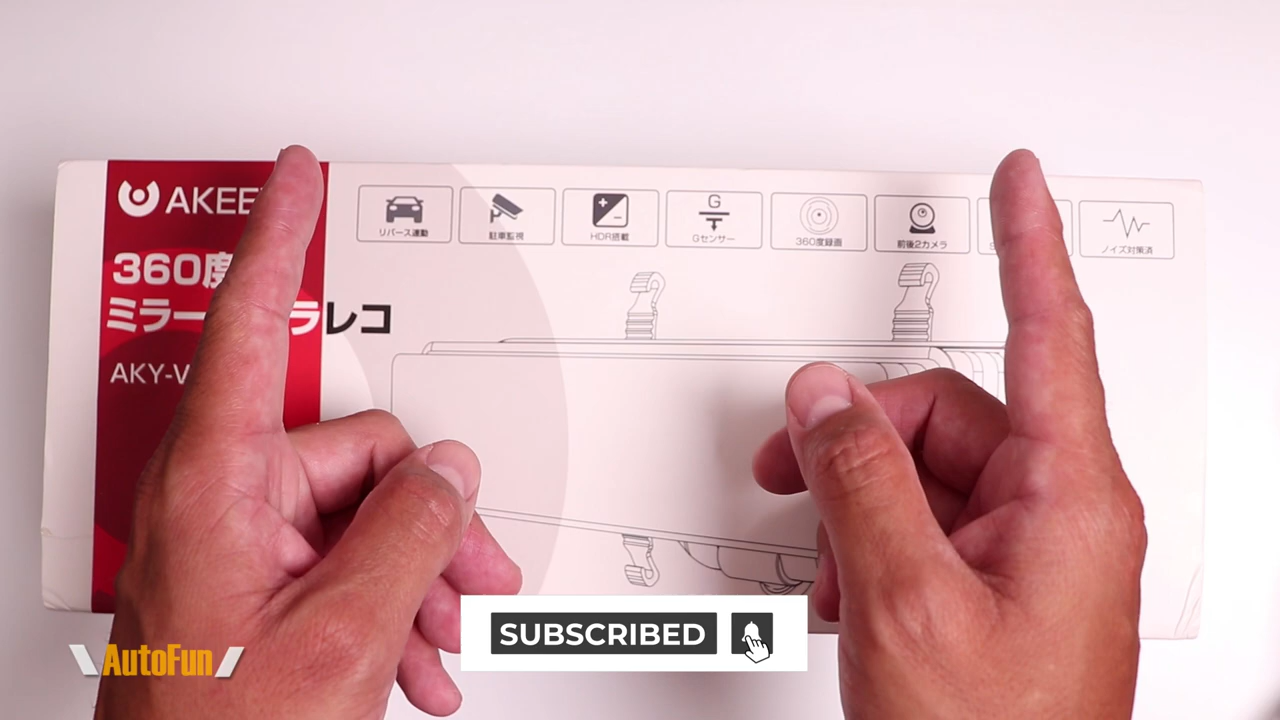 AKEE
リバース連動
駐車監視
HDR搭載
G
Gセンサー
360度録画
前後2カメラ
ノイズ対策済
360度
ミラー
ラレコ
AKY-V
SUBSCRIBED
AutoFun